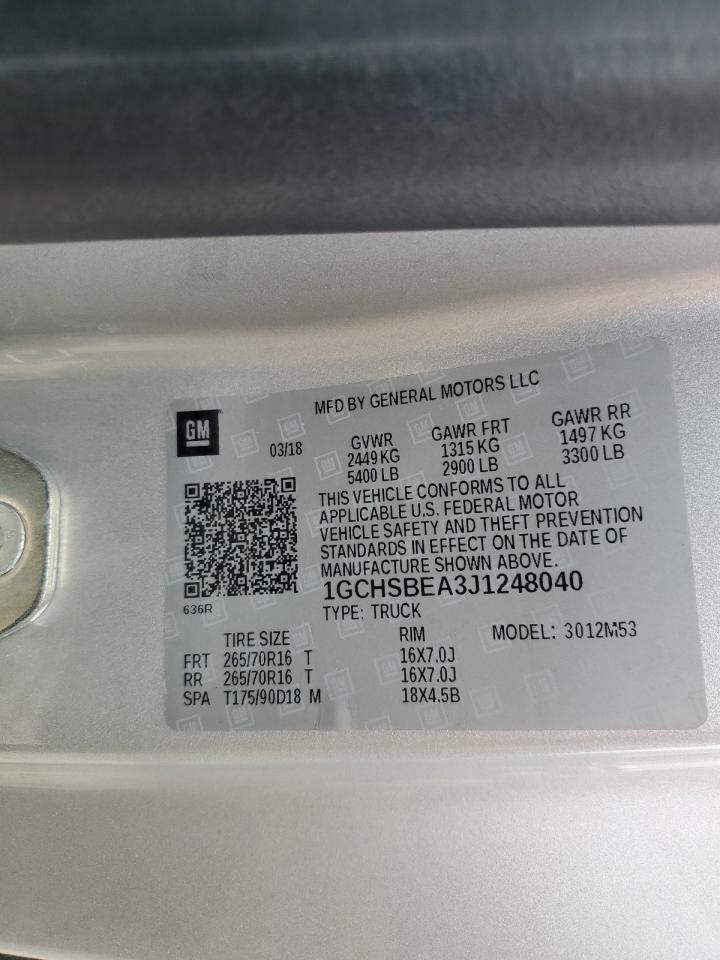 MFD BY GENERAL MOTORS LLC
GM
03/18
GVWR GAWR FRT GAWR RR
2449 KG 1315 KG 1497 KG
5400 LB 2900 LB 3300 LB
THIS VEHICLE CONFORMS TO ALL
APPLICABLE U.S. FEDERAL MOTOR
VEHICLE SAFETY AND THEFT PREVENTION
STANDARDS IN EFFECT ON THE DATE OF
MANUFACTURE SHOWN ABOVE.
1GCHSBEA3J1248040
636R
TYPE: TRUCK
MODEL: 3012M53
TIRE SIZE RIM
FRT 265/70R16 T 16X7.0J
RR 265/70R16 T 16X7.0J
SPA T175/90D18 M 18X4.5B